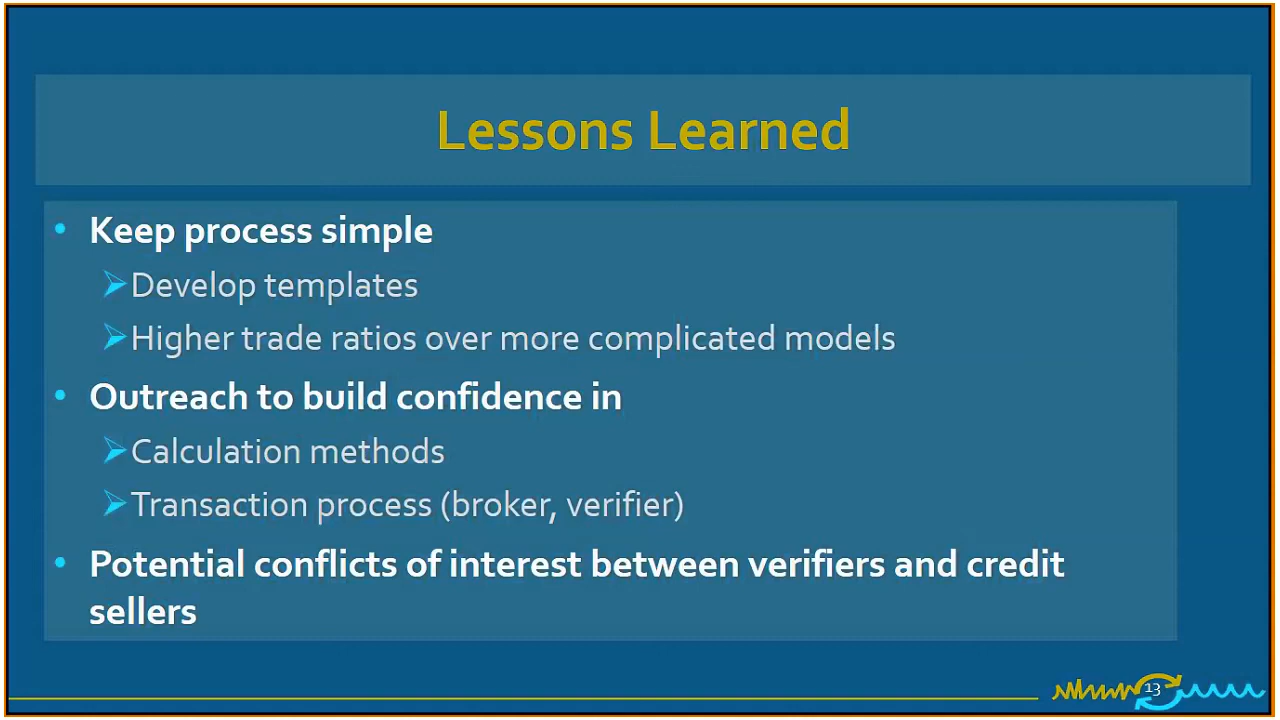 Lessons Learned
• Keep process simple
➢Develop templates
➢Higher trade ratios over more complicated models
• Outreach to build confidence in
➢Calculation methods
➢Transaction process (broker, verifier)
• Potential conflicts of interest between verifiers and credit
sellers
13